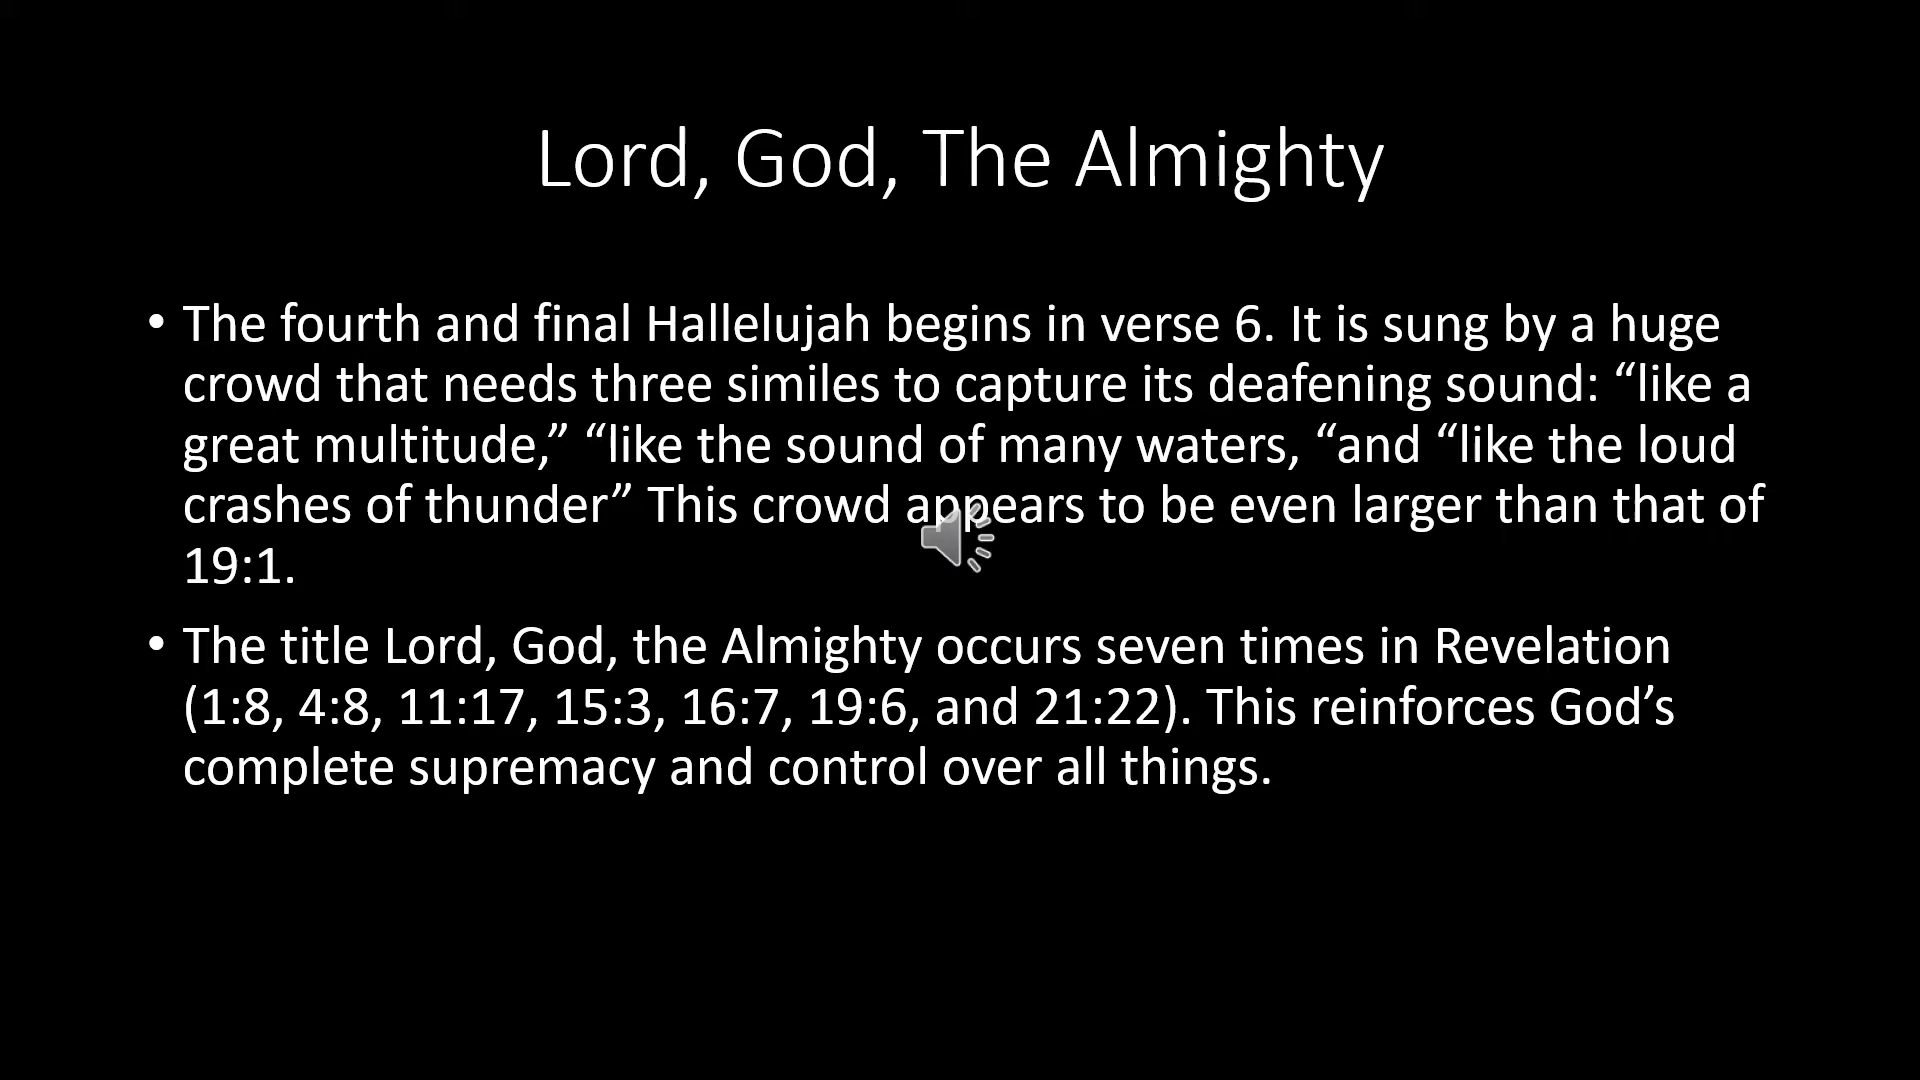 Lord, God, The Almighty
• The fourth and final Hallelujah begins in verse 6. It is sung by a huge
crowd that needs three similes to capture its deafening sound: “like a
great multitude,” “like the sound of many waters, “and “like the loud
crashes of thunder” This crowd appears to be even larger than that of
19:1.
• The title Lord, God, the Almighty occurs seven times in Revelation
(1:8, 4:8, 11:17, 15:3, 16:7, 19:6, and 21:22). This reinforces God’s
complete supremacy and control over all things.